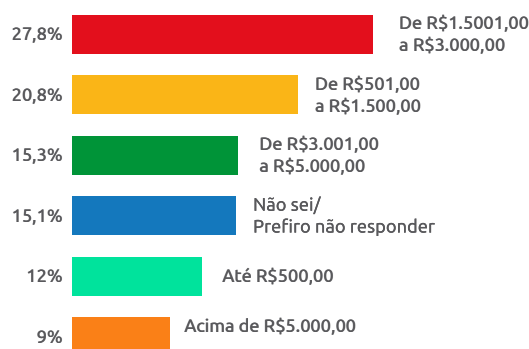 27,8%
De R$1.5001,00
a R$3.000,00
20,8%
De R$501,00
a R$1.500,00
15,3%
De R$3.001,00
a R$5.000,00
15,1%
Não sei/
Prefiro não responder
12%
Até R$500,00
9%
Acima de R$5.000,00